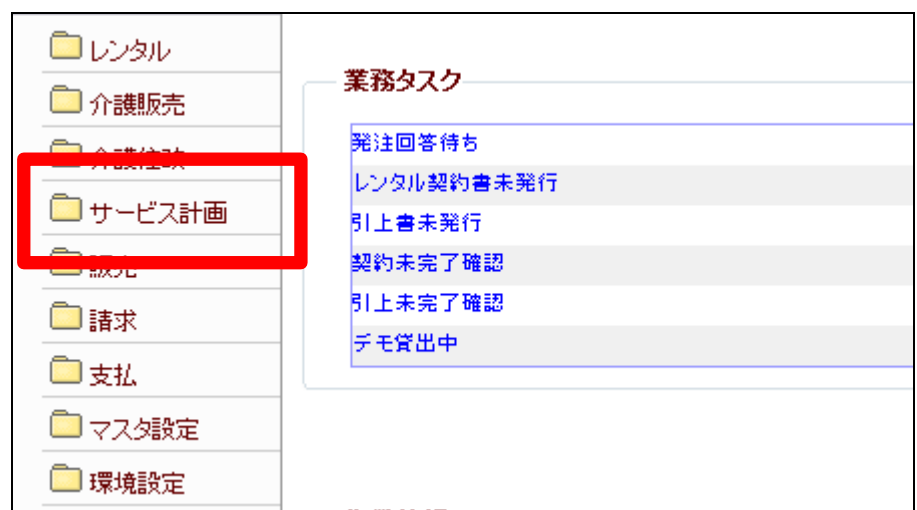 レンタル
介護販売
サービス計画
請求
支払
マスタ設定
環境設定
業務タスク
発注回答待ち
レンタル契約書未発行
引上書未発行
契約未完了確認
引上未完了確認
デモ貸出中